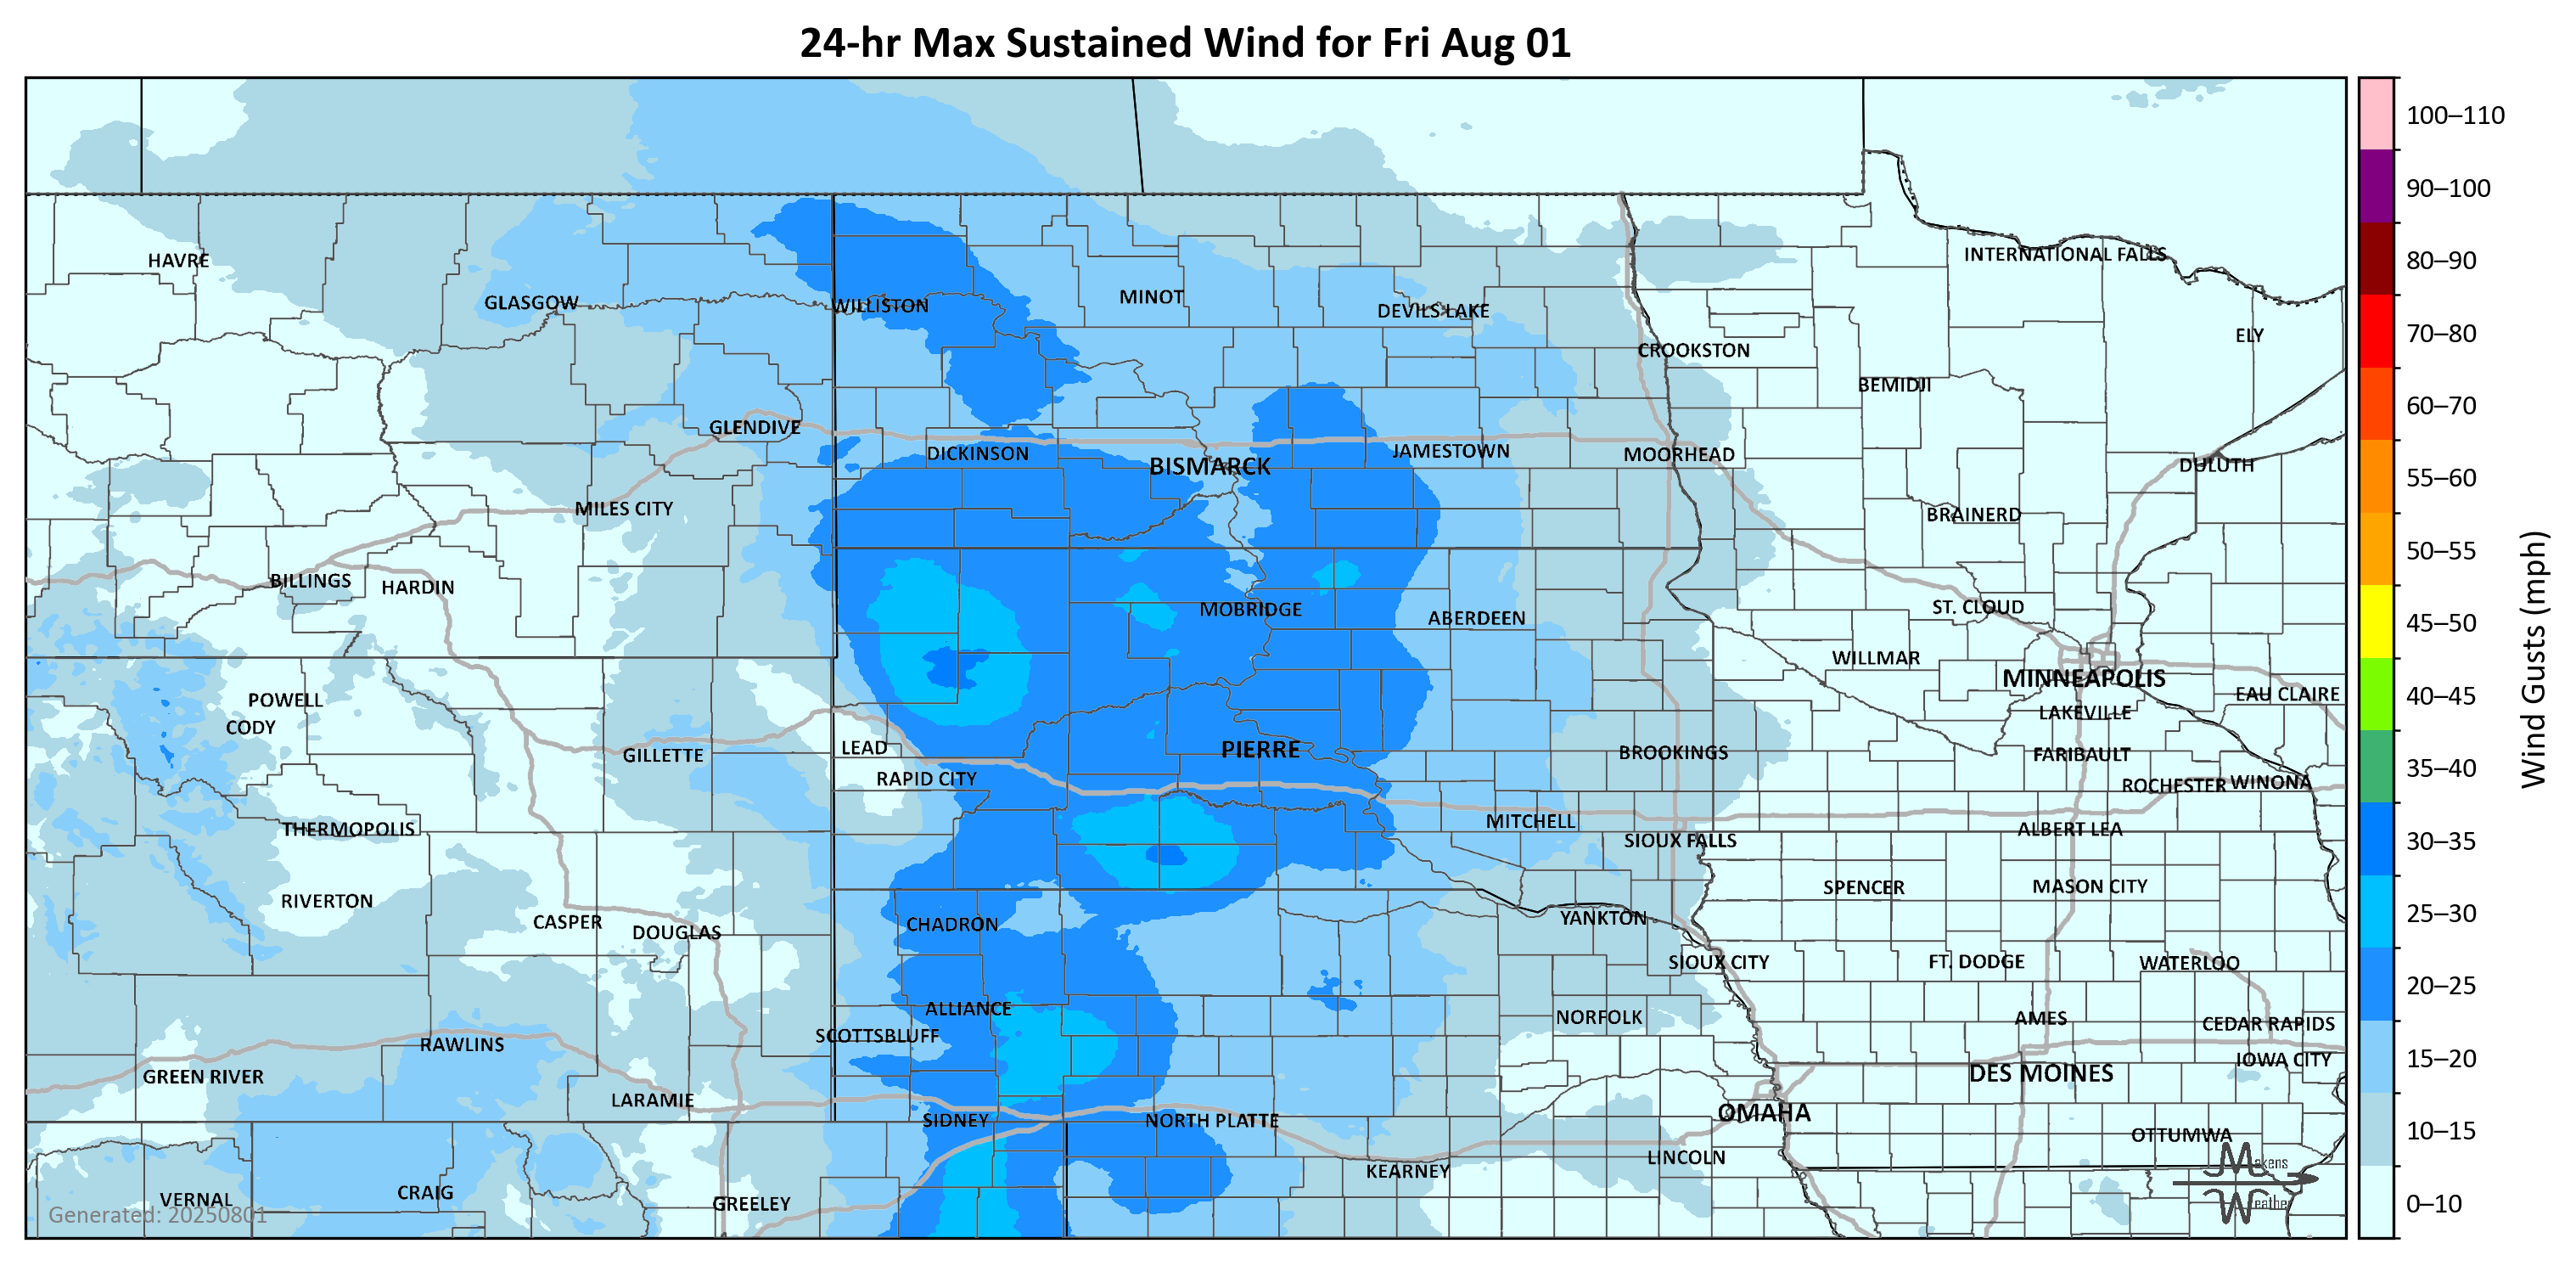 24-hr Max Sustained Wind for Fri Aug 01
100–110
90–100
80–90
70–80
60–70
55–60
50–55
45–50
40–45
35–40
30–35
25–30
20–25
15–20
10–15
0–10
Wind Gusts (mph)
HAVRE
INTERNATIONAL FALLS
GLASGOW
WILLISTON
MINOT
DEVILS LAKE
ELY
CROOKSTON
BEMIDJI
GLENDIVE
DICKINSON
BISMARCK
JAMESTOWN
MOORHEAD
DULUTH
MILES CITY
BRAINERD
BILLINGS
HARDIN
MOBRIDGE
ABERDEEN
ST. CLOUD
WILLMAR
MINNEAPOLIS
EAU CLAIRE
POWELL
CODY
LAKEVILLE
GILLETTE
LEAD
PIERRE
BROOKINGS
FARIBAULT
RAPID CITY
ROCHESTER
WINONA
THERMOPOLIS
MITCHELL
SIOUX FALLS
ALBERT LEA
RIVERTON
SPENCER
MASON CITY
CASPER
DOUGLAS
CHADRON
YANKTON
SIOUX CITY
FT. DODGE
WATERLOO
ALLIANCE
NORFOLK
AMES
CEDAR RAPIDS
SCOTTSBLUFF
RAWLINS
IOWA CITY
GREEN RIVER
DES MOINES
LARAMIE
SIDNEY
NORTH PLATTE
OMAHA
OTTUMWA
KEARNEY
LINCOLN
VERNAL
CRAIG
GREELEY
Makens
Weather
Generated: 20250801